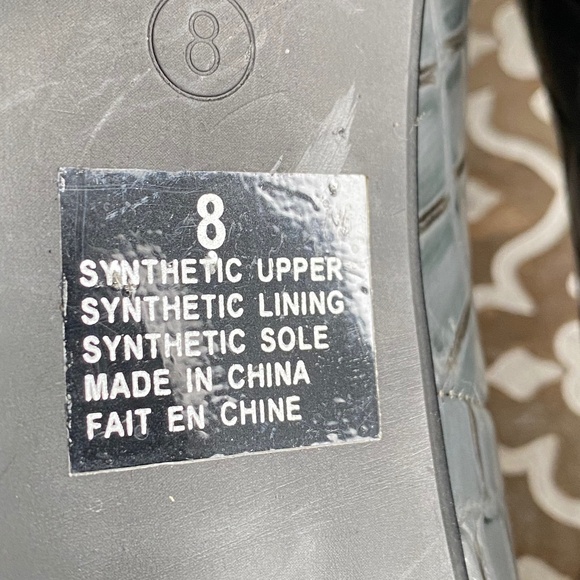 8
8
SYNTHETIC UPPER
SYNTHETIC LINING
SYNTHETIC SOLE
MADE IN CHINA
FAIT EN CHINE